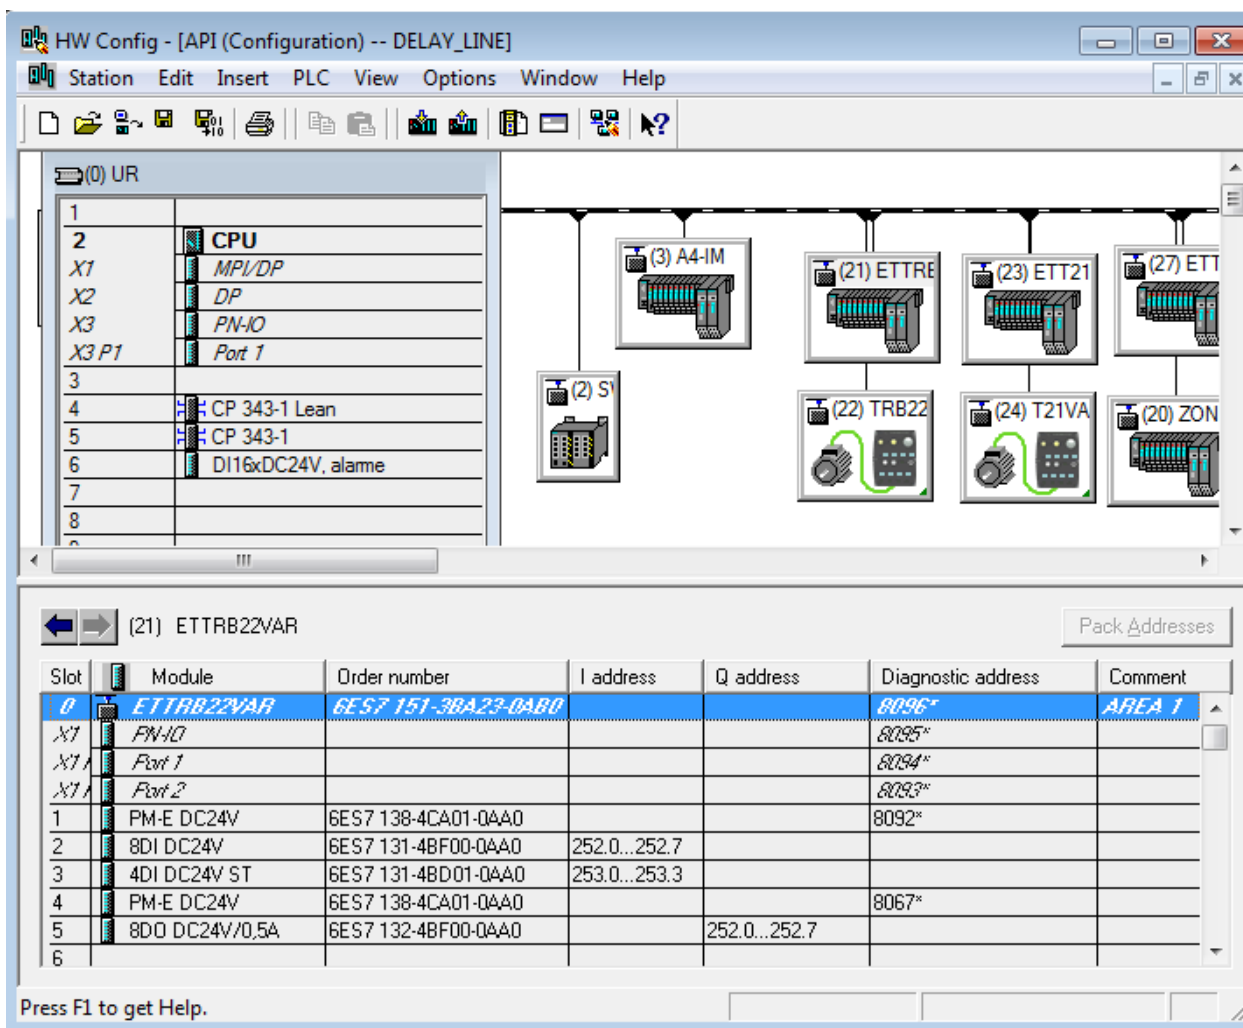 HW Config - [API (Configuration) -- DELAY_LINE]
Station Edit Insert PLC View Options Window Help
(0) UR
1
2 CPU
X1 MPI/DP
X2 DP
X3 PN-IO
X3 P1 Port 1
3
4 CP 343-1 Lean
5 CP 343-1
6 DI16xDC24V, alarme
7
8
(3) A4-IM
(21) ETTRB
(23) ETT21
(27) ETT
(2) S
(22) TRB22
(24) T21VA
(20) ZON
(21) ETTRB22VAR
Pack Addresses
Slot Module Order number I address Q address Diagnostic address Comment
0 ETTRB22VAR 6ES7 151-3BA23-0AB0 8096* AREA 1
X1 PN-IO 8095*
X1 Port 1 8094*
X1 Port 2 8093*
1 PM-E DC24V 6ES7 138-4CA01-0AA0 8092*
2 8DI DC24V 6ES7 131-4BF00-0AA0 252.0...252.7
3 4DI DC24V ST 6ES7 131-4BD01-0AA0 253.0...253.3
4 PM-E DC24V 6ES7 138-4CA01-0AA0 8067*
5 8DO DC24V/0,5A 6ES7 132-4BF00-0AA0 252.0...252.7
6
Press F1 to get Help.